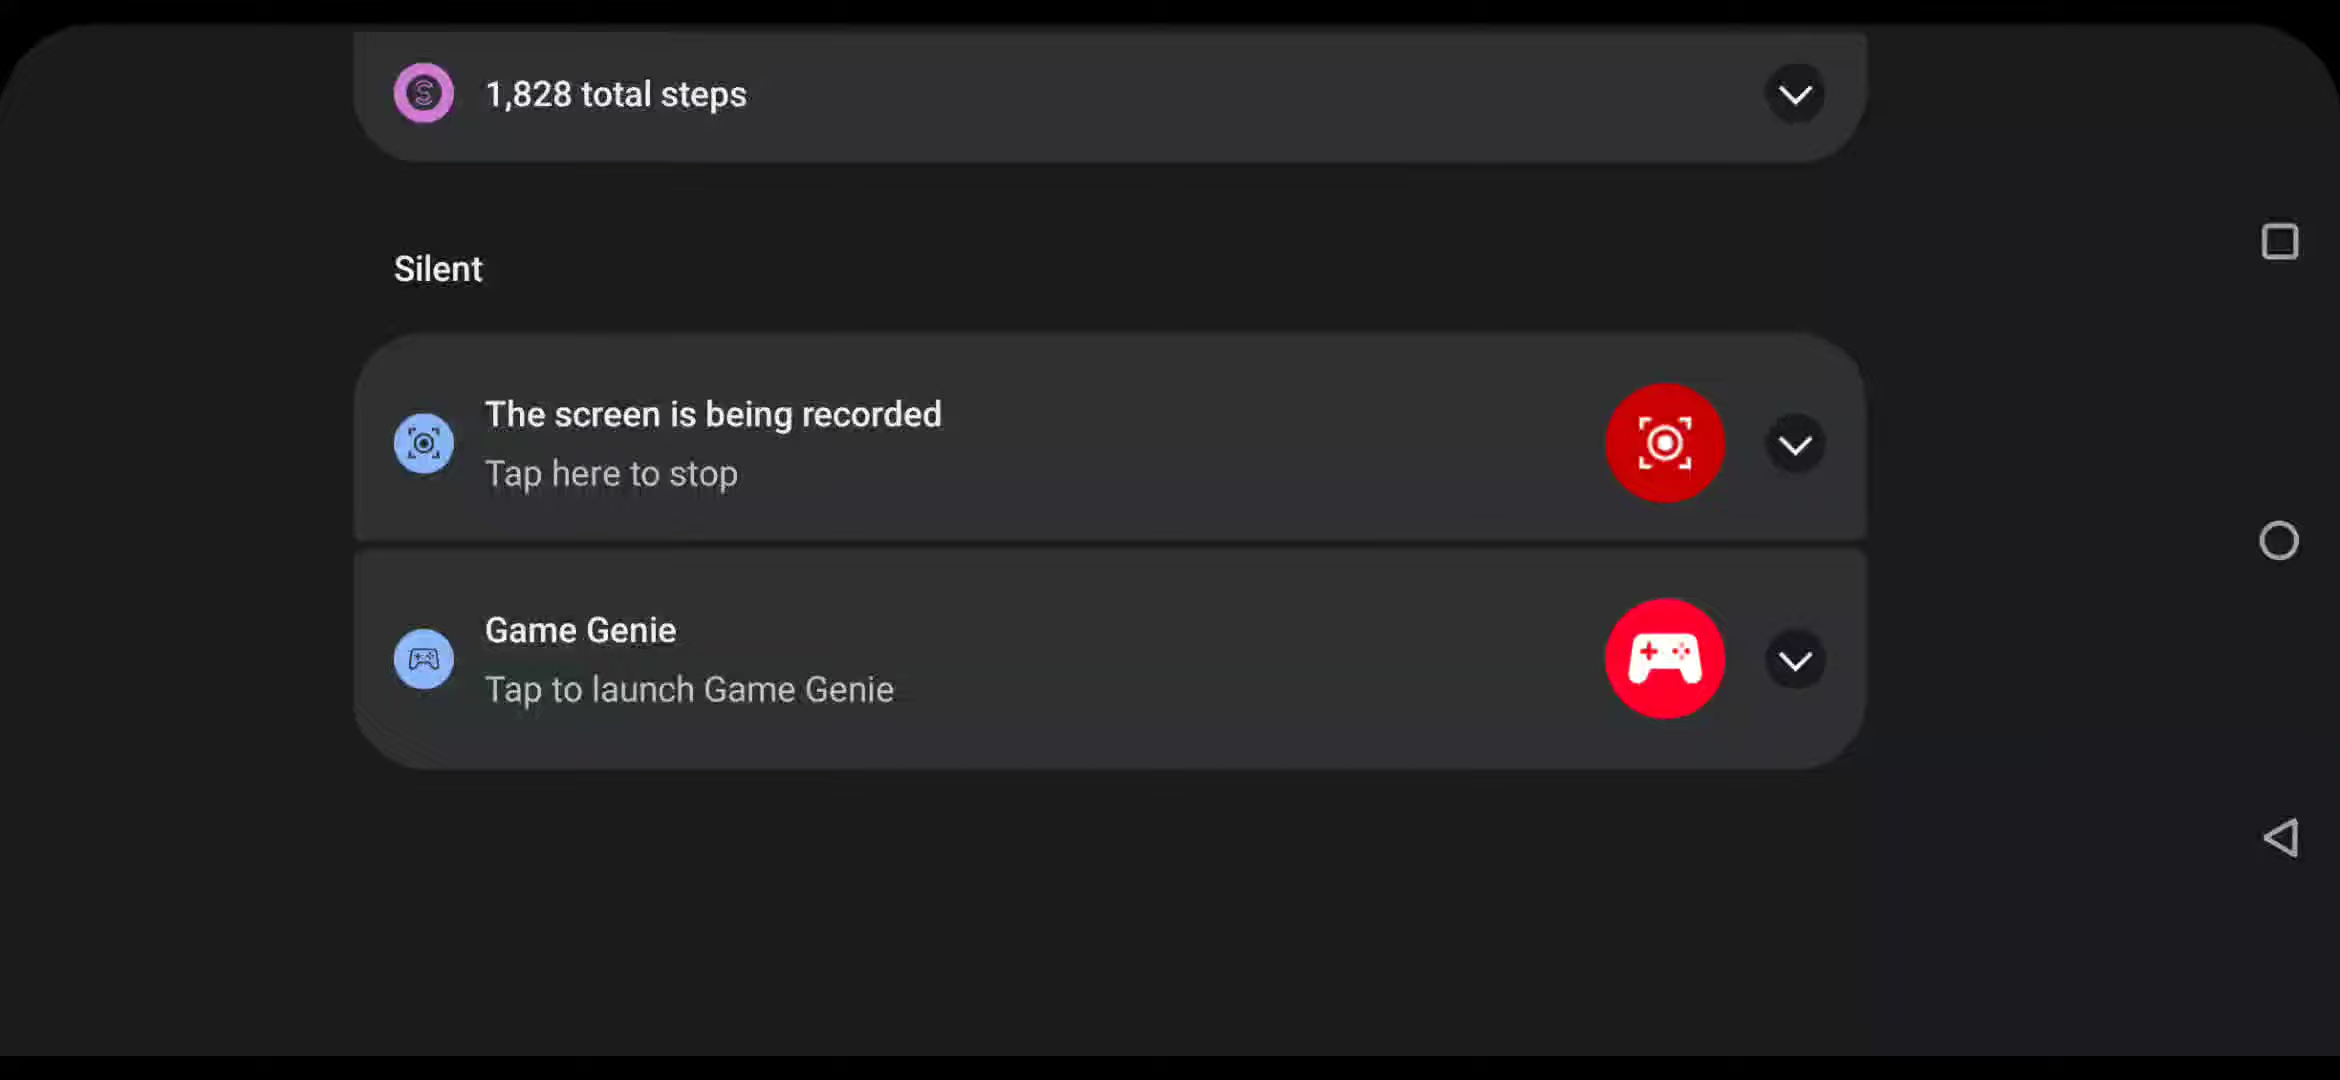 1,828 total steps
Silent
The screen is being recorded
Tap here to stop
Game Genie
Tap to launch Game Genie